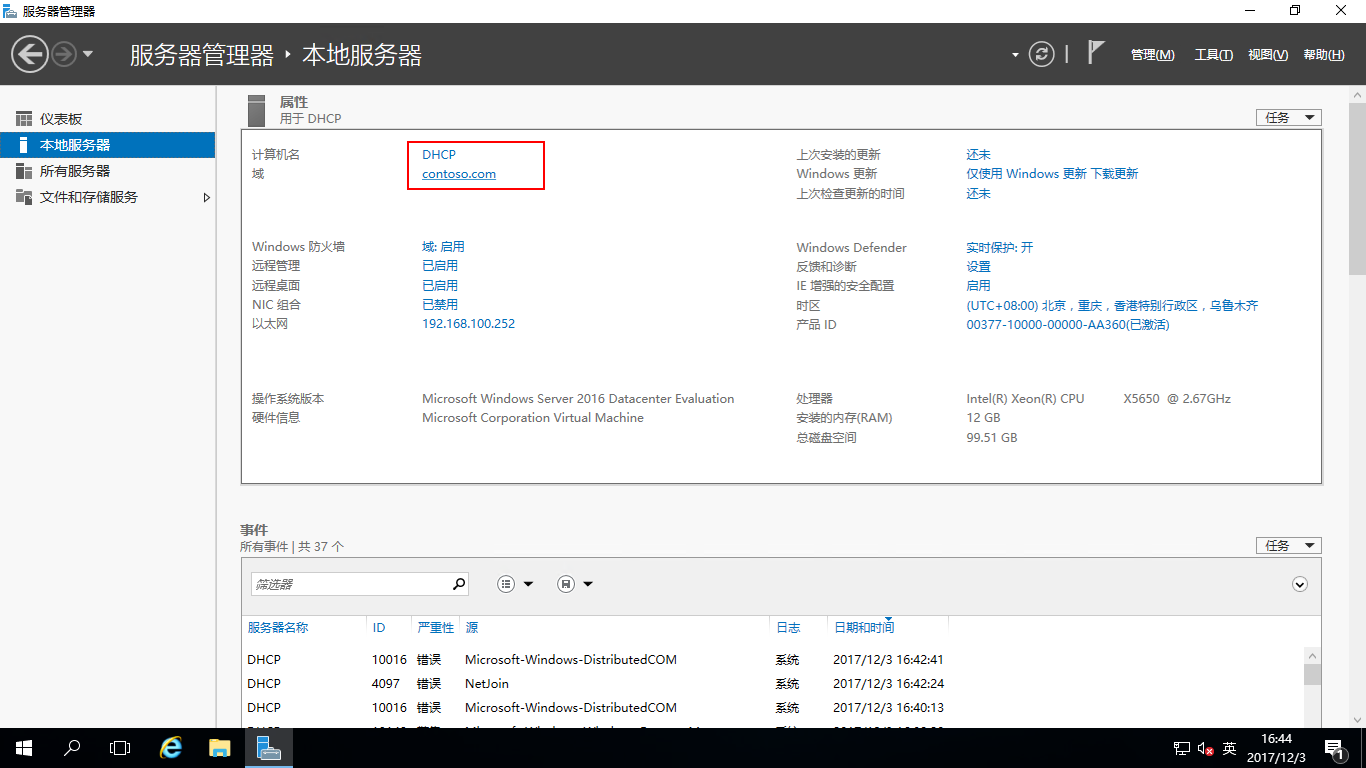 服务器管理器
服务器管理器 · 本地服务器
管理(M) 工具(T) 视图(V) 帮助(H)
仪表板
本地服务器
所有服务器
文件和存储服务
属性
用于 DHCP
任务
计算机名 DHCP
域 contoso.com
上次安装的更新 还未
Windows 更新 仅使用 Windows 更新 下载更新
上次检查更新的时间 还未
Windows 防火墙 域: 启用
远程管理 已启用
远程桌面 已启用
NIC 组合 已禁用
以太网 192.168.100.252
Windows Defender 实时保护: 开
反馈和诊断 设置
IE 增强的安全配置 启用
时区 (UTC+08:00) 北京，重庆，香港特别行政区，乌鲁木齐
产品 ID 00377-10000-00000-AA360(已激活)
操作系统版本 Microsoft Windows Server 2016 Datacenter Evaluation
硬件信息 Microsoft Corporation Virtual Machine
处理器 Intel(R) Xeon(R) CPU X5650 @ 2.67GHz
安装的内存(RAM) 12 GB
总磁盘空间 99.51 GB
事件
所有事件 | 共 37 个
任务
筛选器
服务器名称 ID 严重性 源 日志 日期和时间
DHCP 10016 错误 Microsoft-Windows-DistributedCOM 系统 2017/12/3 16:42:41
DHCP 4097 错误 NetJoin 系统 2017/12/3 16:42:24
DHCP 10016 错误 Microsoft-Windows-DistributedCOM 系统 2017/12/3 16:40:13
英
16:44
2017/12/3
1